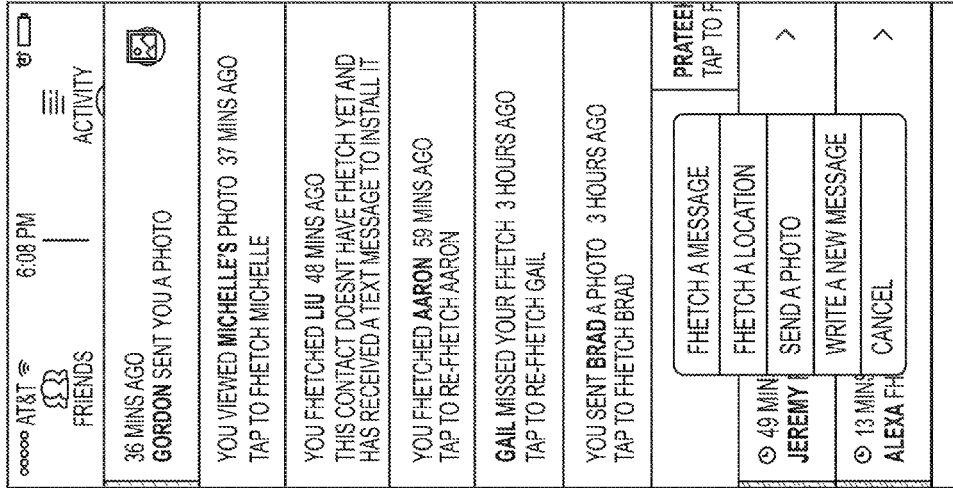 AT&T 6:08 PM
FRIENDS ACTIVITY
36 MINS AGO
GORDON SENT YOU A PHOTO
YOU VIEWED MICHELLE'S PHOTO 37 MINS AGO
TAP TO FHETCH MICHELLE
YOU FHETCHED LIU 48 MINS AGO
THIS CONTACT DOESNT HAVE FHETCH YET AND
HAS RECEIVED A TEXT MESSAGE TO INSTALL IT
YOU FHETCHED AARON 59 MINS AGO
TAP TO RE-FHETCH AARON
GAIL MISSED YOUR FHETCH 3 HOURS AGO
TAP TO RE-FHETCH GAIL
YOU SENT BRAD A PHOTO 3 HOURS AGO
TAP TO FHETCH BRAD
PRATEE
TAP TO F
FHETCH A MESSAGE
FHETCH A LOCATION
SEND A PHOTO
WRITE A NEW MESSAGE
CANCEL
49 MIN
JEREMY
13 MINS
ALEXA FH